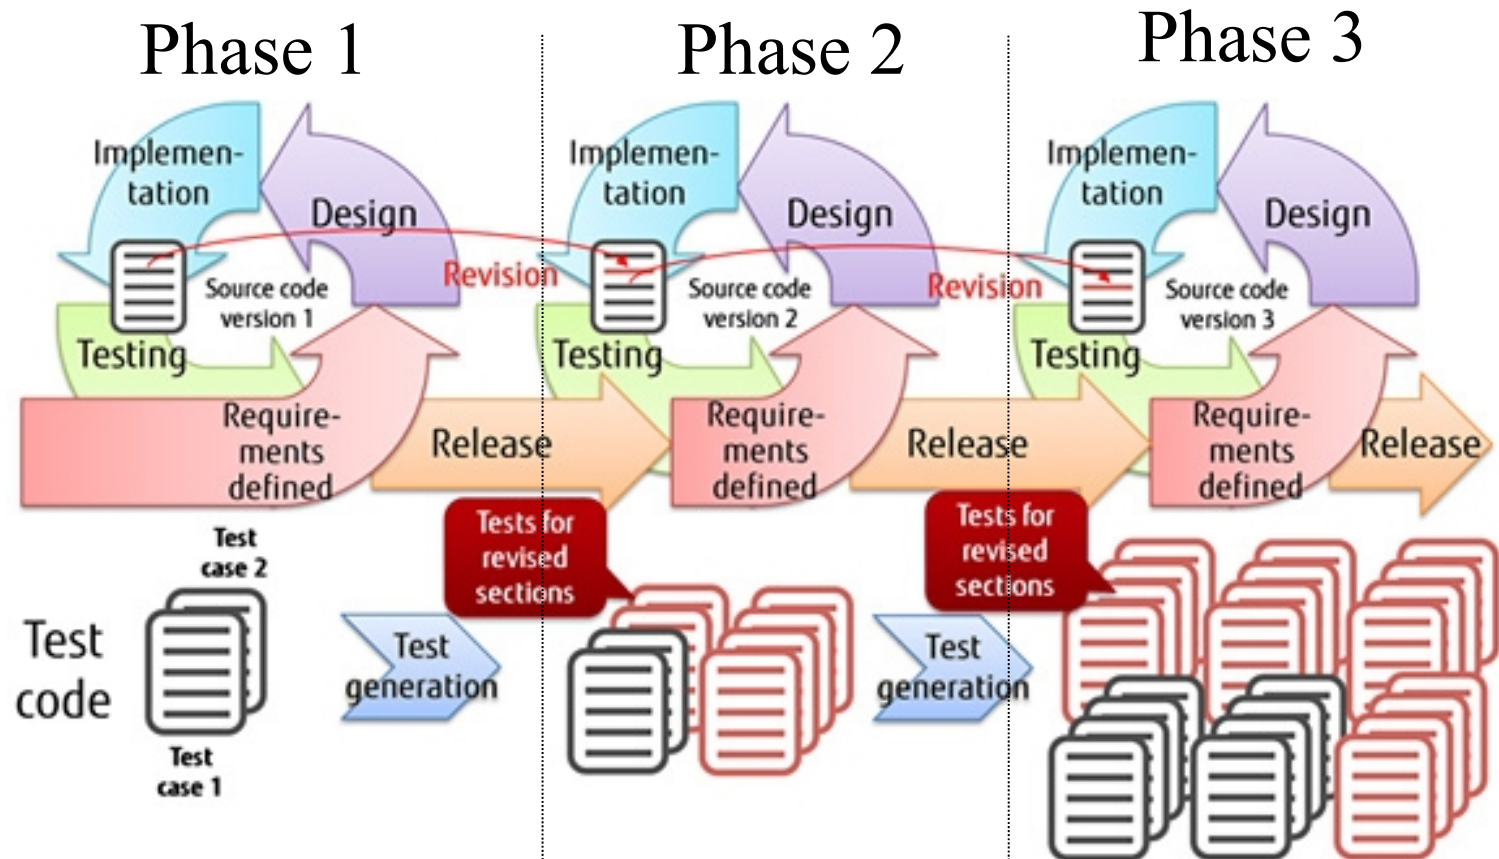 Phase 1
Phase 2
Phase 3
Implemen-
tation
Design
Source code
version 1
Testing
Require-
ments
defined
Revision
Release
Implemen-
tation
Design
Source code
version 2
Testing
Require-
ments
defined
Revision
Release
Implemen-
tation
Design
Source code
version 3
Testing
Require-
ments
defined
Release
Test
code
Test
case 2
Test
case 1
Test
generation
Tests for
revised
sections
Test
generation
Tests for
revised
sections